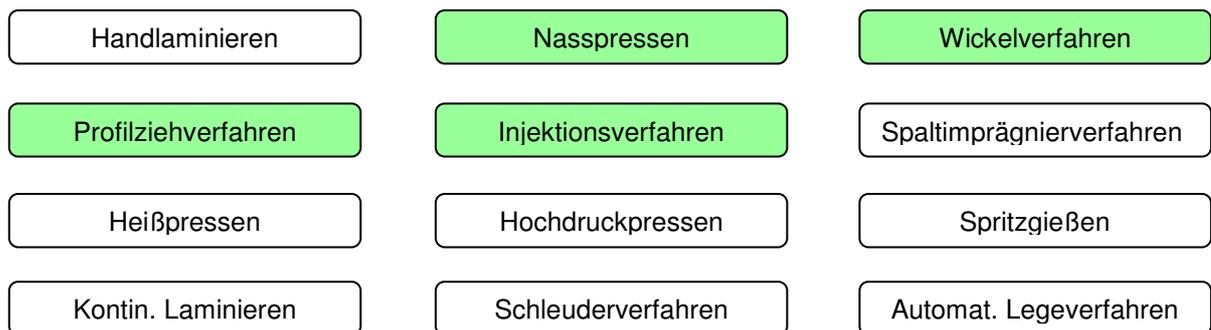 Handlaminieren
Nasspressen
Wickelverfahren
Profilziehverfahren
Injektionsverfahren
Spaltimprägnierverfahren
Heißpressen
Hochdruckpressen
Spritzgießen
Kontin. Laminieren
Schleuderverfahren
Automat. Legeverfahren